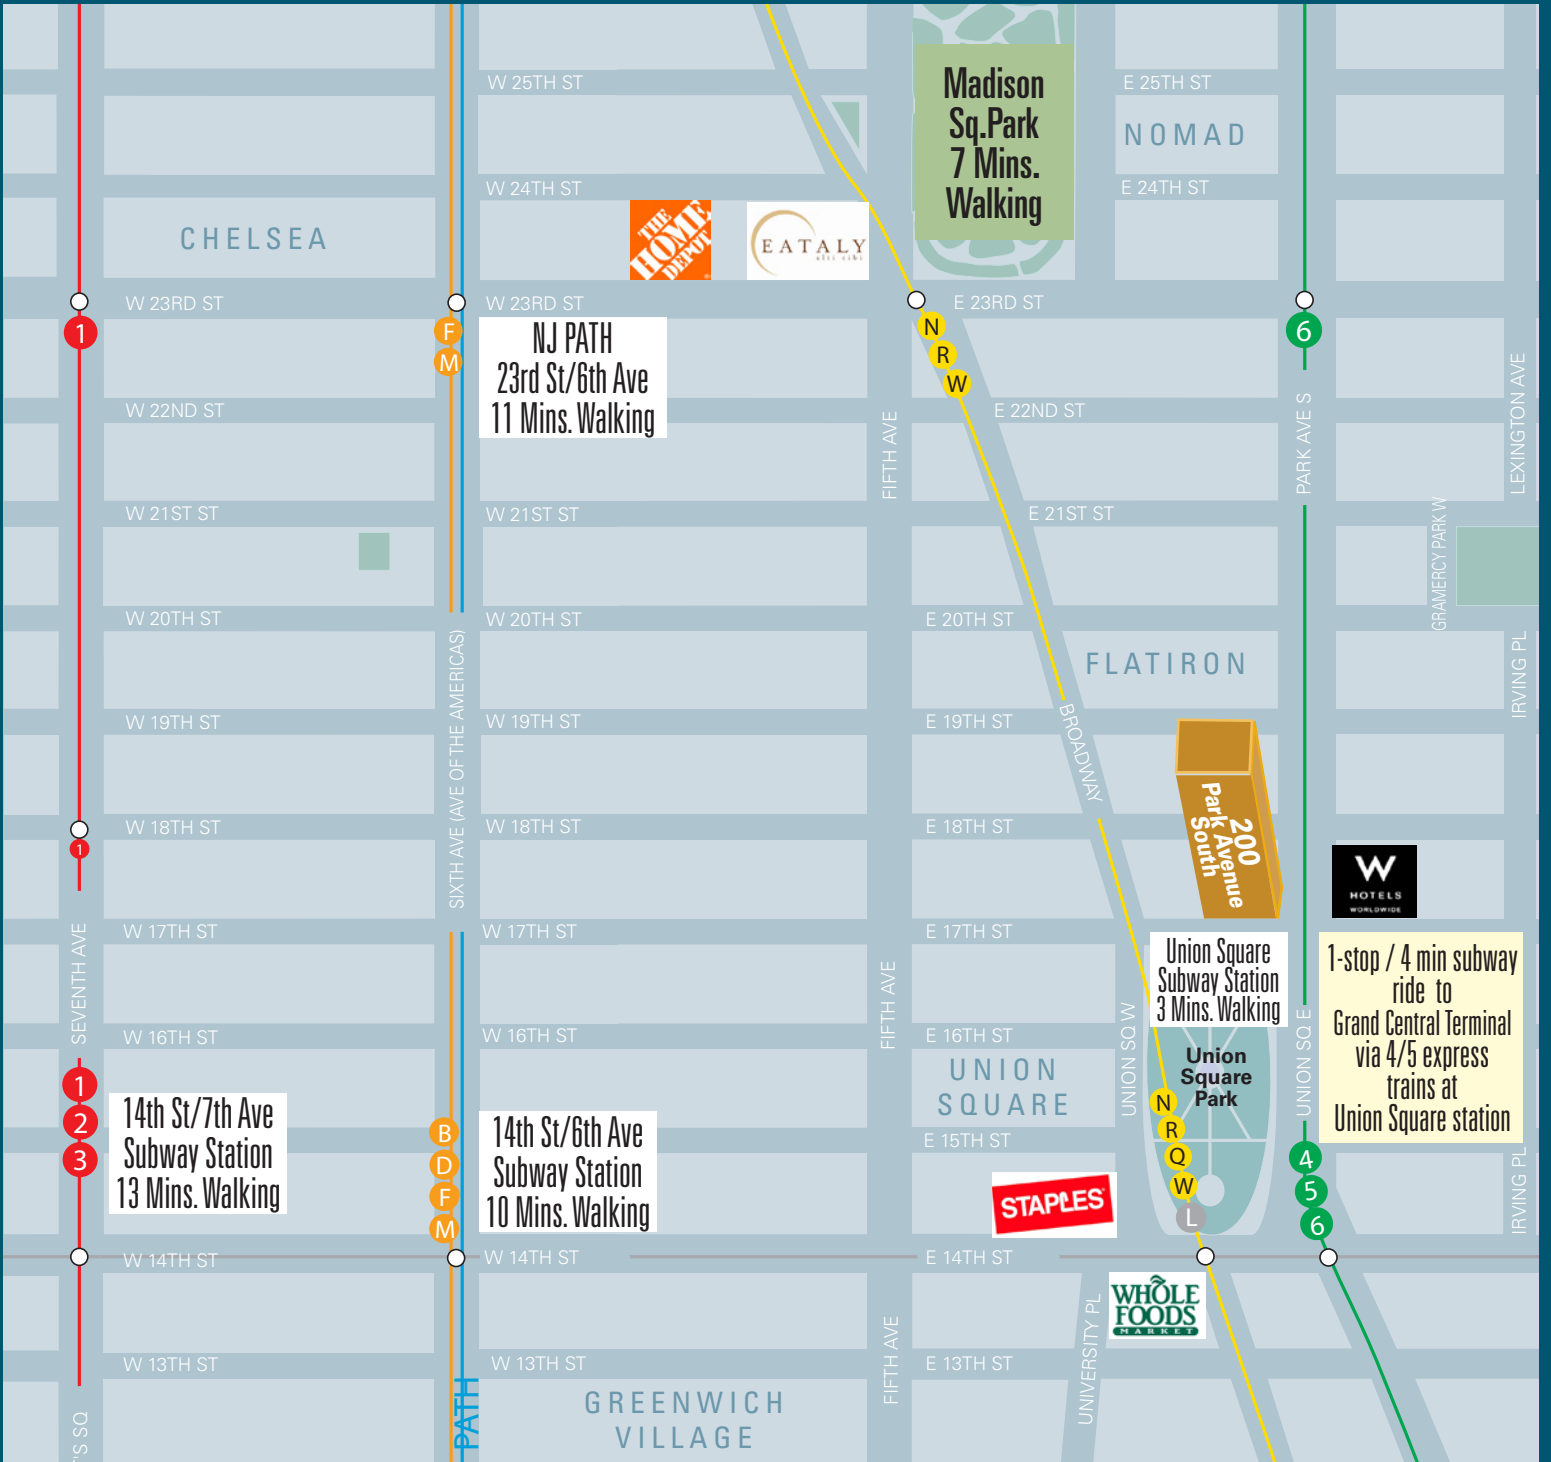 W 25TH ST
E 25TH ST
Madison
Sq.Park
7 Mins.
Walking
NOMAD
W 24TH ST
E 24TH ST
CHELSEA
THE
HOME
DEPOT
EATALY
alti cibi
W 23RD ST
W 23RD ST
E 23RD ST
1
F
M
NJ PATH
23rd St/6th Ave
11 Mins. Walking
N
R
W
6
W 22ND ST
E 22ND ST
FIFTH AVE
PARK AVE S
LEXINGTON AVE
W 21ST ST
W 21ST ST
E 21ST ST
GRAMERCY PARK W
W 20TH ST
W 20TH ST
E 20TH ST
SIXTH AVE (AVE OF THE AMERICAS)
FLATIRON
IRVING PL
W 19TH ST
W 19TH ST
E 19TH ST
BROADWAY
200
Park Avenue
South
W 18TH ST
W 18TH ST
E 18TH ST
1
W
HOTELS
WORLDWIDE
W 17TH ST
W 17TH ST
E 17TH ST
SEVENTH AVE
FIFTH AVE
Union Square
Subway Station
3 Mins. Walking
1-stop / 4 min subway
ride to
Grand Central Terminal
via 4/5 express
trains at
Union Square station
W 16TH ST
W 16TH ST
E 16TH ST
UNION SQ W
UNION SQ E
UNION
SQUARE
Union
Square
Park
1
2
3
14th St/7th Ave
Subway Station
13 Mins. Walking
B
D
F
M
14th St/6th Ave
Subway Station
10 Mins. Walking
E 15TH ST
N
R
Q
W
L
4
5
6
STAPLES
IRVING PL
W 14TH ST
W 14TH ST
E 14TH ST
WHOLE
FOODS
MARKET
UNIVERSITY PL
FIFTH AVE
W 13TH ST
W 13TH ST
E 13TH ST
PATH
GREENWICH
VILLAGE
'S SQ